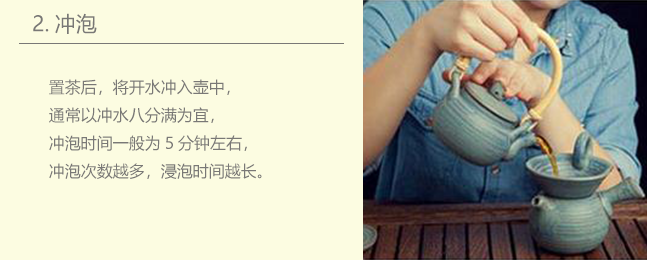 2. 冲泡
置茶后，将开水冲入壶中，
通常以冲水八分满为宜，
冲泡时间一般为 5 分钟左右，
冲泡次数越多，浸泡时间越长。